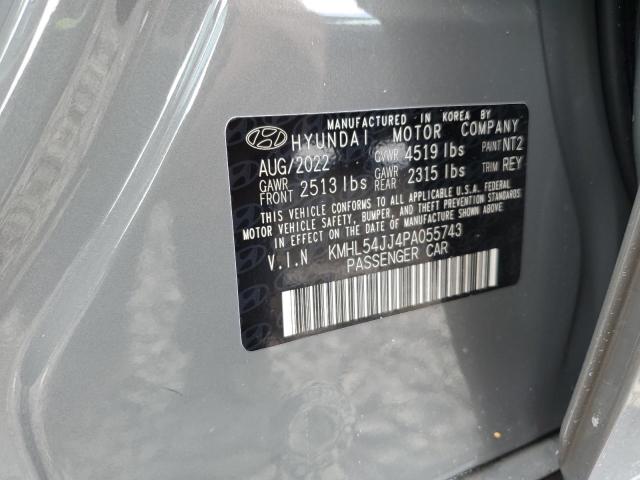 MANUFACTURED IN KOREA BY
HYUNDAI MOTOR COMPANY
AUG/2022 GVWR 4519 lbs PAINT NT2
GAWR FRONT 2513 lbs GAWR REAR 2315 lbs TRIM REY
THIS VEHICLE CONFORMS TO ALL APPLICABLE U.S.A. FEDERAL
MOTOR VEHICLE SAFETY, BUMPER, AND THEFT PREVENTION STANDARDS
IN EFFECT ON THE DATE OF MANUFACTURE SHOWN ABOVE.
V.I.N KMHL54JJ4PA055743
PASSENGER CAR